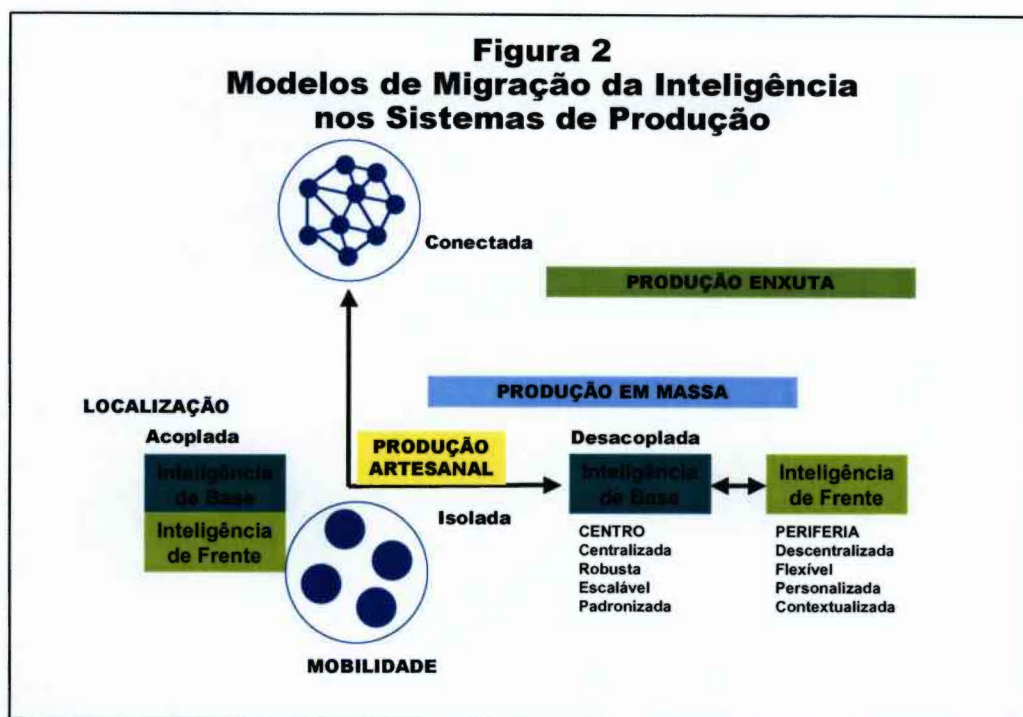 Figura 2
Modelos de Migração da Inteligência
nos Sistemas de Produção
Conectada
PRODUÇÃO ENXUTA
PRODUÇÃO EM MASSA
LOCALIZAÇÃO
Acoplada
Inteligência
de Base
Inteligência
de Frente
PRODUÇÃO
ARTESANAL
Isolada
MOBILIDADE
Desacoplada
Inteligência
de Base
CENTRO
Centralizada
Robusta
Escalável
Padronizada
Inteligência
de Frente
PERIFERIA
Descentralizada
Flexível
Personalizada
Contextualizada